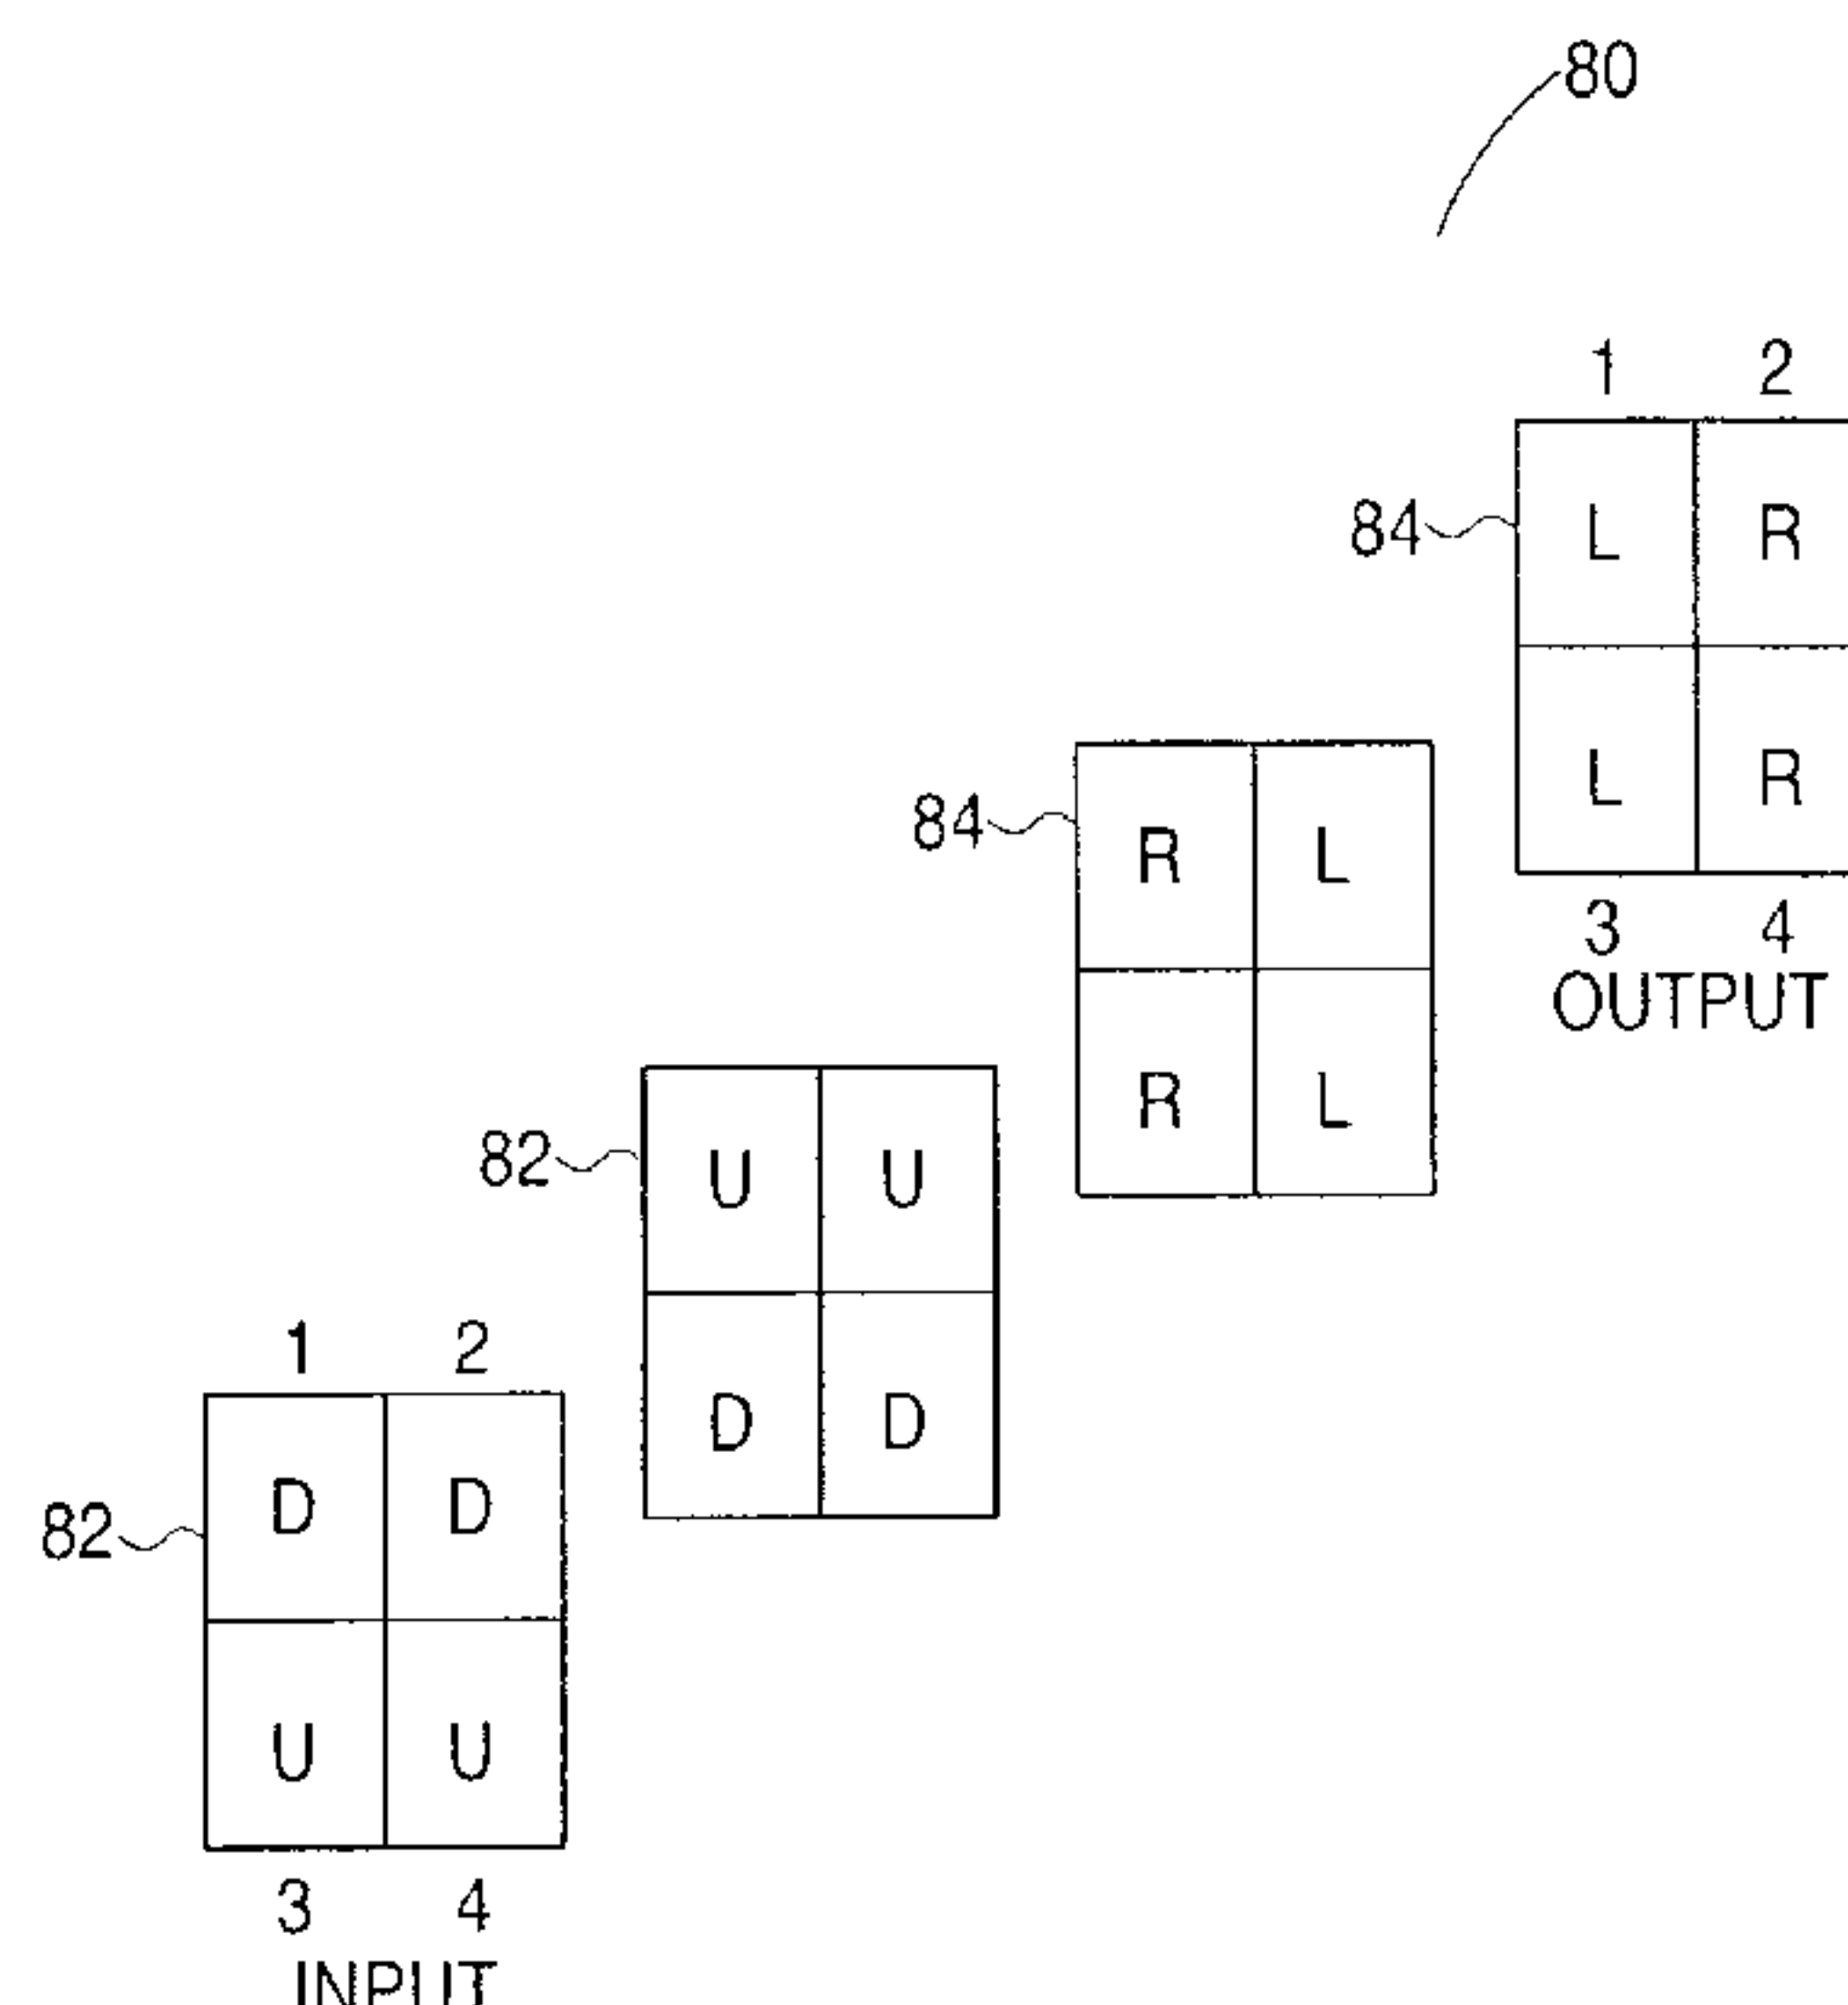 80
1 2
84 L R
L R
3 4
OUTPUT
84 R L
R L
82 U U
D D
1 2
82 D D
U U
3 4
INPUT